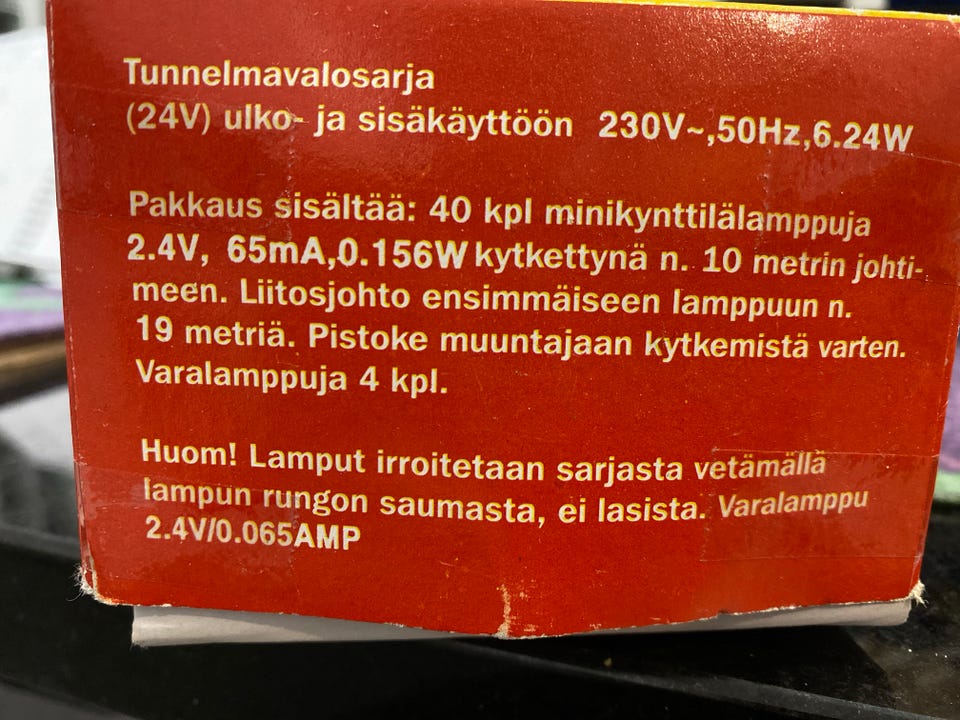 Tunnelmavalosarja
(24V) ulko- ja sisäkäyttöön 230V~,50Hz,6.24W
Pakkaus sisältää: 40 kpl minikynttilälamppuja
2.4V, 65mA,0.156W kytkettynä n. 10 metrin johti-
meen. Liitosjohto ensimmäiseen lamppuun n.
19 metriä. Pistoke muuntajaan kytkemistä varten.
Varalamppuja 4 kpl.
Huom! Lamput irroitetaan sarjasta vetämällä
lampun rungon saumasta, ei lasista. Varalamppu
2.4V/0.065AMP